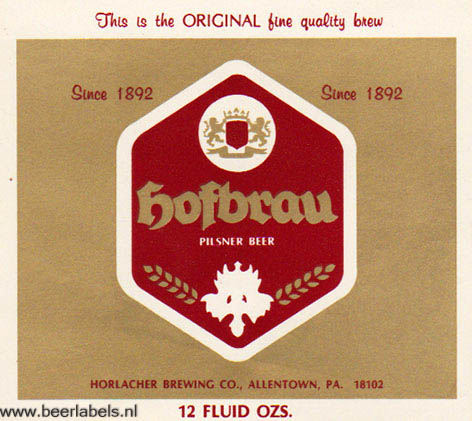 This is the ORIGINAL fine quality brew
Since 1892 Since 1892
Hofbrau
PILSNER BEER
HORLACHER BREWING CO., ALLENTOWN, PA. 18102
www.beerlabels.nl
12 FLUID OZS.